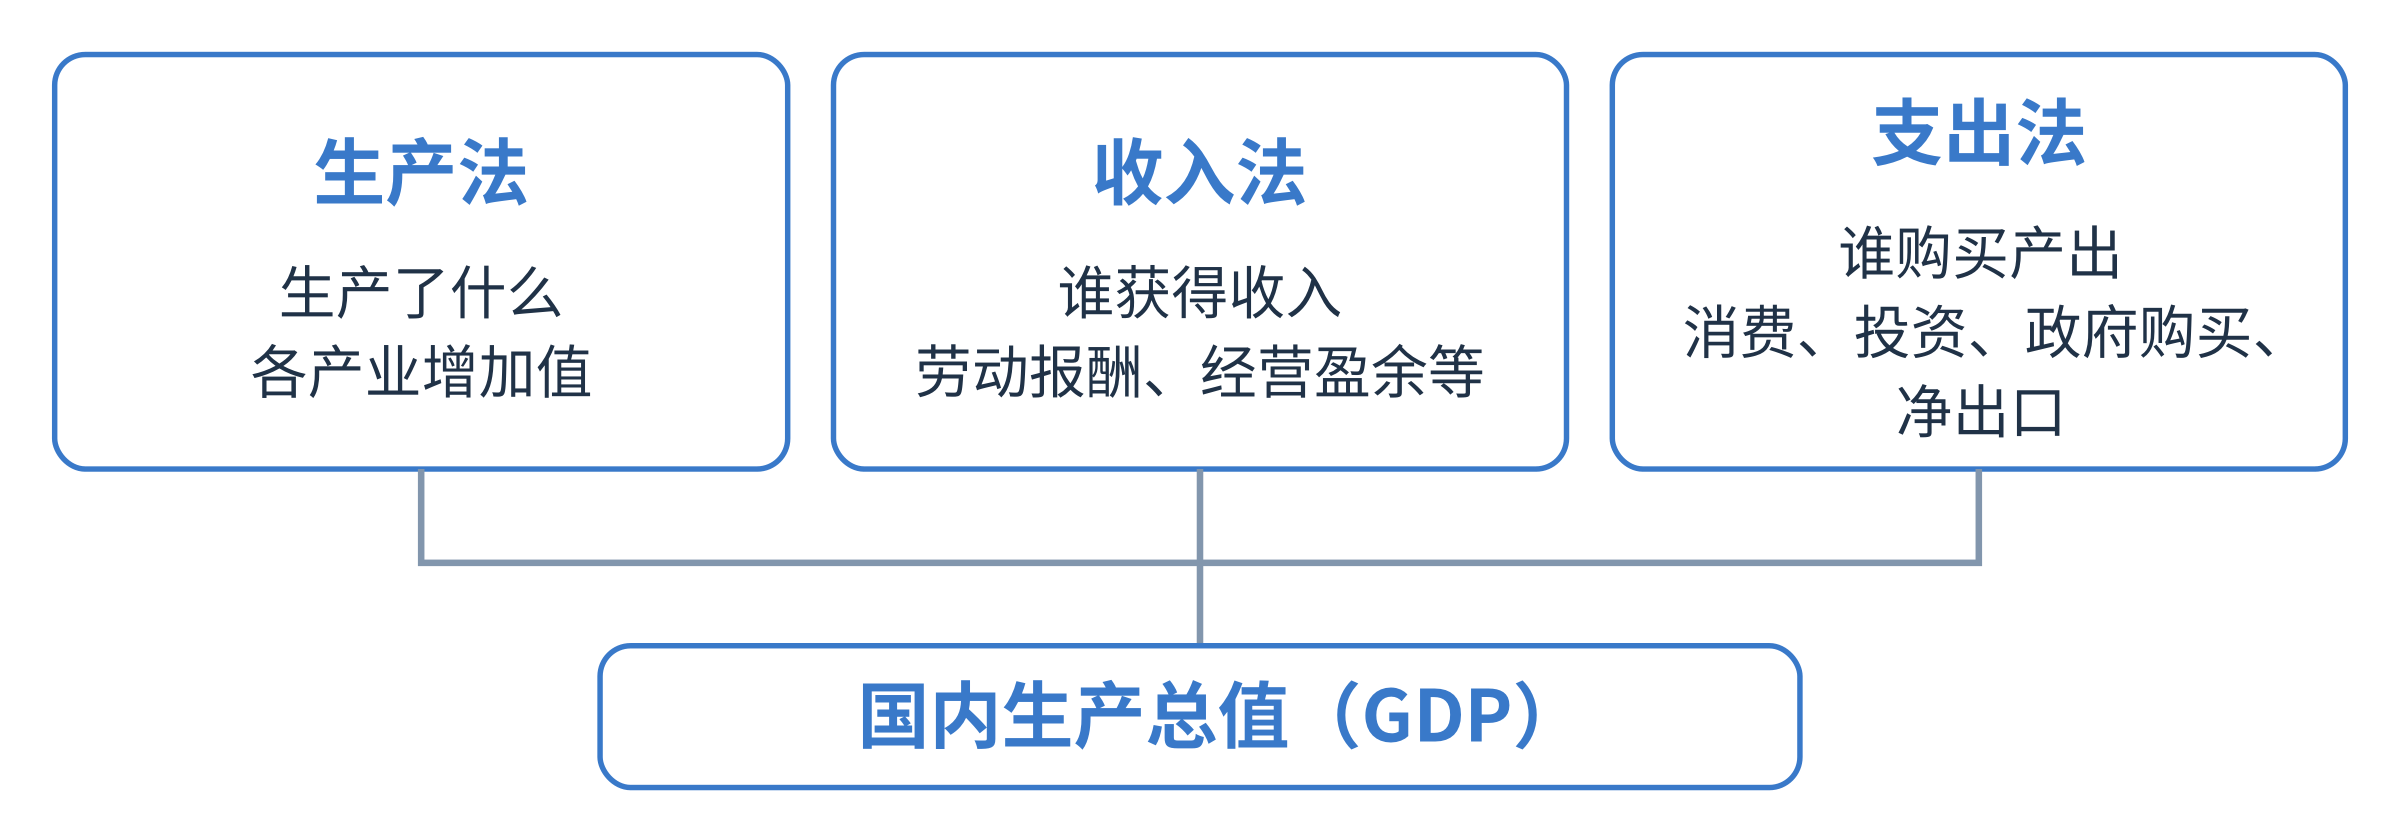 生产法
生产了什么
各产业增加值
收入法
谁获得收入
劳动报酬、经营盈余等
支出法
谁购买产出
消费、投资、政府购买、
净出口
国内生产总值（GDP）